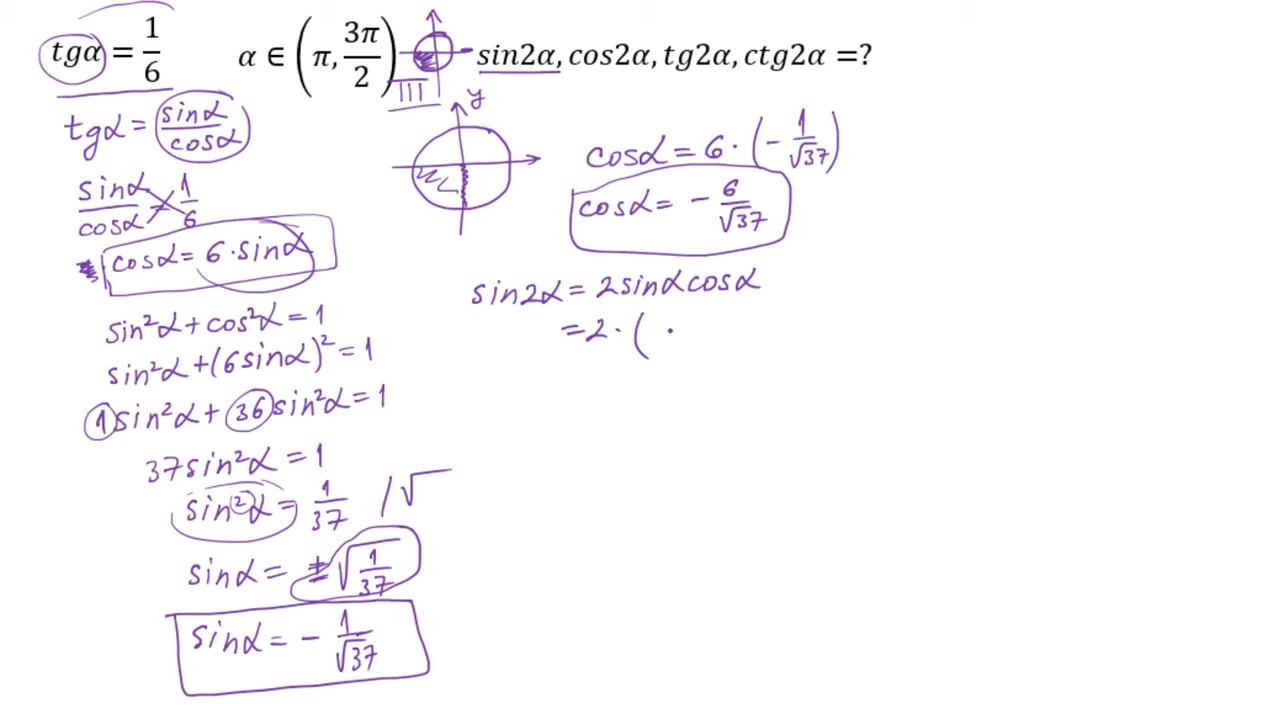 tgα = 1/6 α ∈ (π, 3π/2) III sin2α, cos2α, tg2α, ctg2α =?
tgα = sinα/cosα
sinα/cosα = 1/6
cosα = 6·sinα
sin²α + cos²α = 1
sin²α + (6sinα)² = 1
1sin²α + 36sin²α = 1
37sin²α = 1
sin²α = 1/37 /√
sinα = ±√(1/37)
sinα = - 1/√37
y
cosα = 6·(- 1/√37)
cosα = - 6/√37
sin2α = 2sinαcosα
= 2·( ·